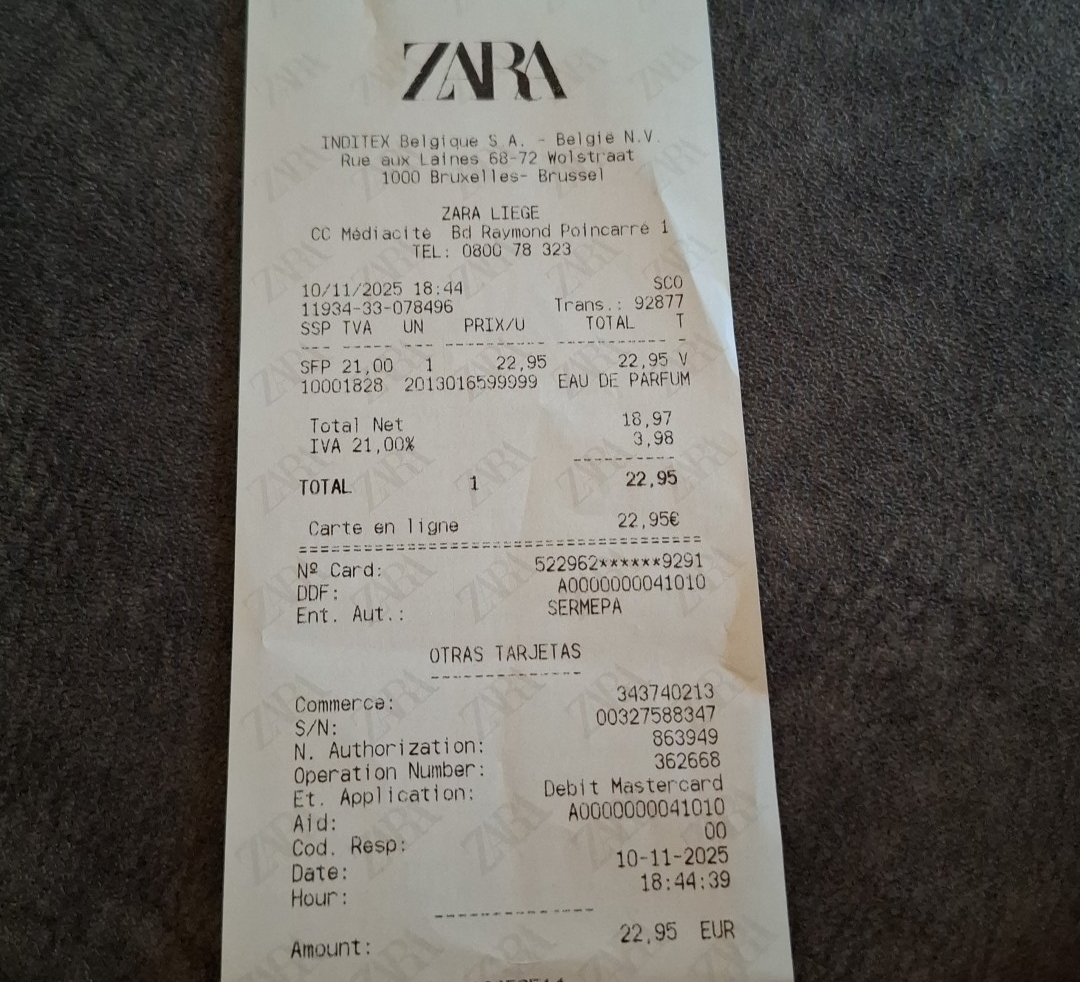 ZARA
INDITEX Belgique S.A. - België N.V.
Rue aux Laines 68-72 Wolstraat
1000 Bruxelles- Brussel
ZARA LIEGE
CC Médiacité Bd Raymond Poincarré 1
TEL: 0800 78 323
10/11/2025 18:44 SCO
11934-33-078496 Trans.: 92877
SSP TVA UN PRIX/U TOTAL T
SFP 21,00 1 22,95 22,95 V
10001828 2013016599999 EAU DE PARFUM
Total Net 18,97
IVA 21,00% 3,98
TOTAL 1 22,95
Carte en ligne 22,95€
Nº Card: 522962******9291
DDF: A0000000041010
Ent. Aut.: SERMEPA
OTRAS TARJETAS
Commerce: 343740213
S/N: 00327588347
N. Authorization: 863949
Operation Number: 362668
Et. Application: Debit Mastercard
Aid: A0000000041010
Cod. Resp: 00
Date: 10-11-2025
Hour: 18:44:39
Amount: 22,95 EUR